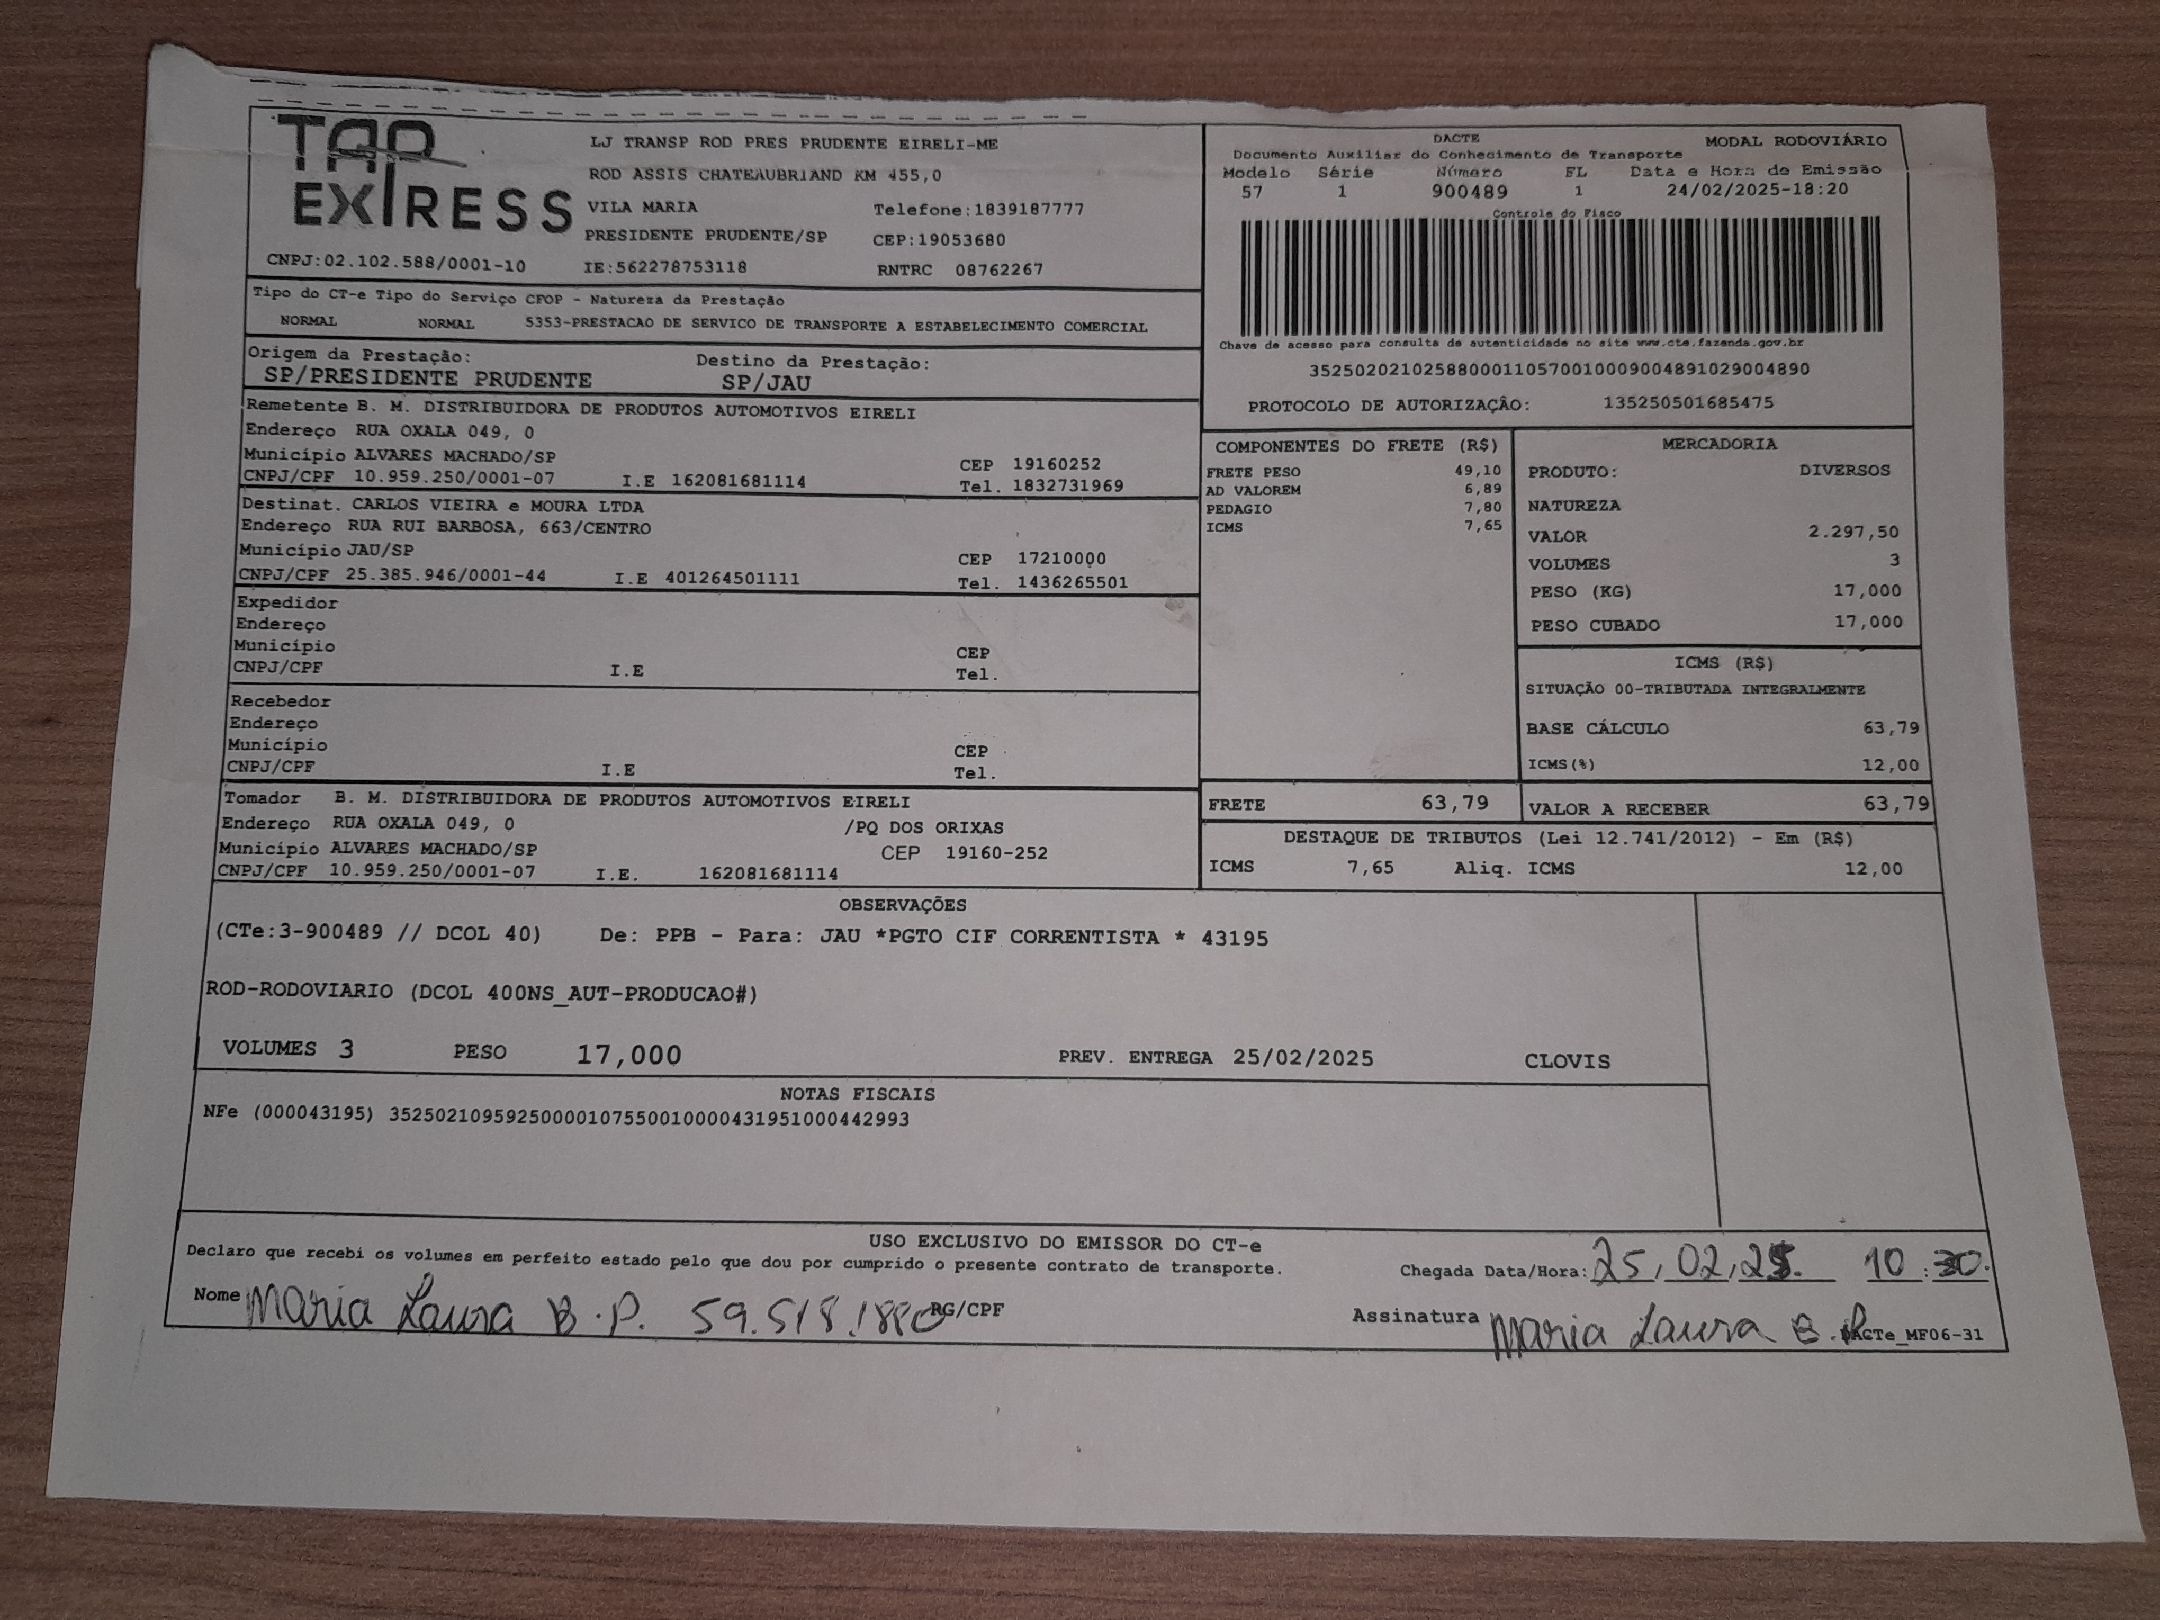 TAP
EXPRESS
LJ TRANSP ROD PRES PRUDENTE EIRELI-ME
ROD ASSIS CHATEAUBRIAND KM 455,0
VILA MARIA Telefone:1839187777
PRESIDENTE PRUDENTE/SP CEP:19053680
CNPJ:02.102.588/0001-10 IE:562278753118 RNTRC 08762267
Tipo do CT-e Tipo do Serviço CFOP - Natureza da Prestação
NORMAL NORMAL 5353-PRESTACAO DE SERVICO DE TRANSPORTE A ESTABELECIMENTO COMERCIAL
Origem da Prestação: Destino da Prestação:
SP/PRESIDENTE PRUDENTE SP/JAU
DACTE MODAL RODOVIÁRIO
Documento Auxiliar do Conhecimento de Transporte
Modelo Série Número FL Data e Hora de Emissão
57 1 900489 1 24/02/2025-18:20
Controle do Fisco
Chave de acesso para consulta de autenticidade no site www.cte.fazenda.gov.br
35250202102588000110570010009004891029004890
PROTOCOLO DE AUTORIZAÇÃO: 135250501685475
Remetente B. M. DISTRIBUIDORA DE PRODUTOS AUTOMOTIVOS EIRELI
Endereço RUA OXALA 049, 0
Município ALVARES MACHADO/SP CEP 19160252
CNPJ/CPF 10.959.250/0001-07 I.E 162081681114 Tel. 1832731969
Destinat. CARLOS VIEIRA e MOURA LTDA
Endereço RUA RUI BARBOSA, 663/CENTRO
Município JAU/SP CEP 17210000
CNPJ/CPF 25.385.946/0001-44 I.E 401264501111 Tel. 1436265501
Expedidor
Endereço
Município CEP
CNPJ/CPF I.E Tel.
Recebedor
Endereço
Município CEP
CNPJ/CPF I.E Tel.
Tomador B. M. DISTRIBUIDORA DE PRODUTOS AUTOMOTIVOS EIRELI
Endereço RUA OXALA 049, 0 /PQ DOS ORIXAS
Município ALVARES MACHADO/SP CEP 19160-252
CNPJ/CPF 10.959.250/0001-07 I.E. 162081681114
COMPONENTES DO FRETE (R$)
FRETE PESO 49,10
AD VALOREM 6,89
PEDAGIO 7,80
ICMS 7,65
MERCADORIA
PRODUTO: DIVERSOS
NATUREZA
VALOR 2.297,50
VOLUMES 3
PESO (KG) 17,000
PESO CUBADO 17,000
ICMS (R$)
SITUAÇÃO 00-TRIBUTADA INTEGRALMENTE
BASE CÁLCULO 63,79
ICMS(%) 12,00
FRETE 63,79 VALOR A RECEBER 63,79
DESTAQUE DE TRIBUTOS (Lei 12.741/2012) - Em (R$)
ICMS 7,65 Aliq. ICMS 12,00
OBSERVAÇÕES
(CTe:3-900489 // DCOL 40) De: PPB - Para: JAU *PGTO CIF CORRENTISTA * 43195
ROD-RODOVIARIO (DCOL 400NS_AUT-PRODUCAO#)
VOLUMES 3 PESO 17,000 PREV. ENTREGA 25/02/2025 CLOVIS
NOTAS FISCAIS
NFe (000043195) 35250210959250000107550010000431951000442993
USO EXCLUSIVO DO EMISSOR DO CT-e
Declaro que recebi os volumes em perfeito estado pelo que dou por cumprido o presente contrato de transporte.
Chegada Data/Hora: 25,02,25. 10:30.
Nome Maria Laura B.P. 59.518.1880 RG/CPF
Assinatura Maria Laura B.P DACTe_MF06-31